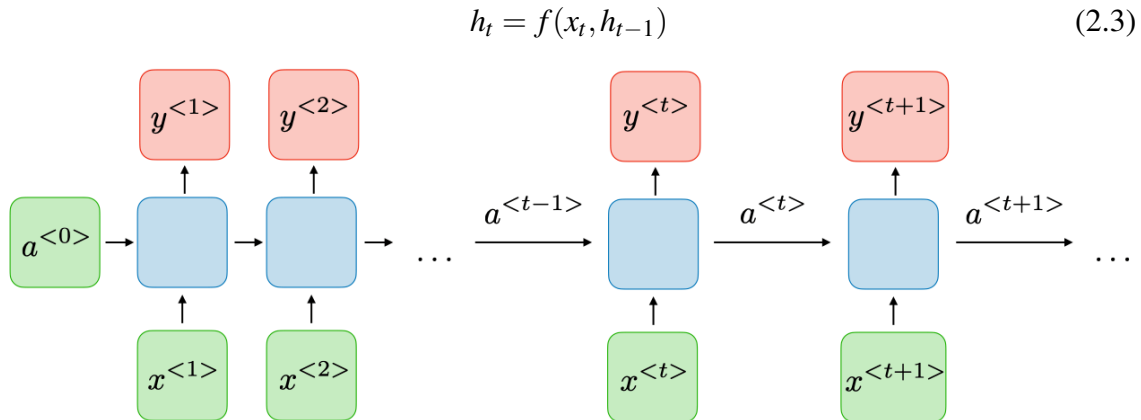 h_t = f(x_t, h_{t−1}) (2.3)
y^{<1>} y^{<2>} y^{<t>} y^{<t+1>}
a^{<0>} ... a^{<t−1>} a^{<t>} a^{<t+1>} ...
x^{<1>} x^{<2>} x^{<t>} x^{<t+1>}